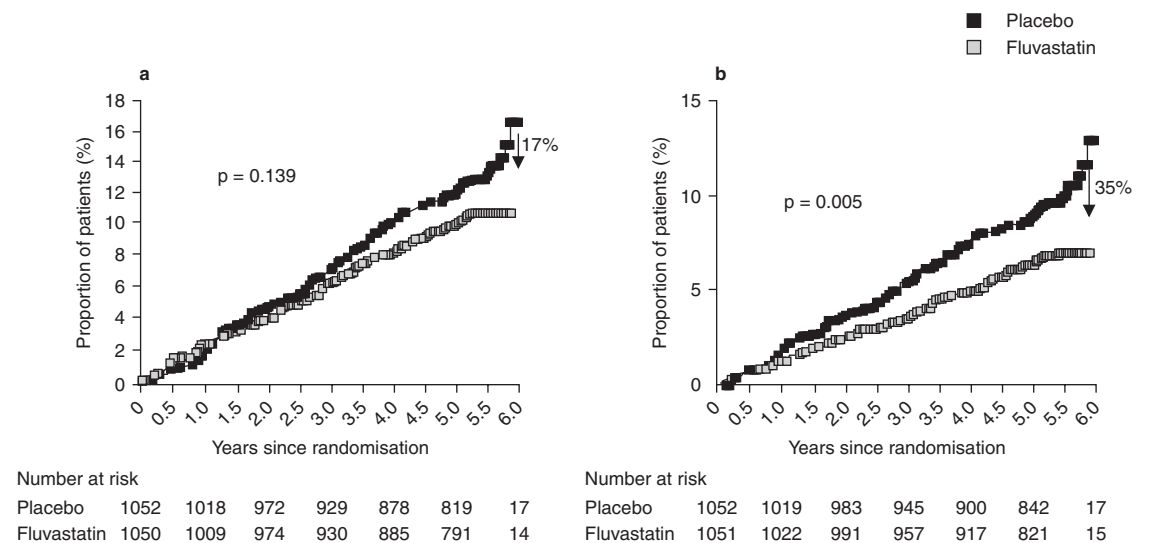 Placebo
Fluvastatin
a
18
16
14
12
10
8
6
4
2
0
Proportion of patients (%)
p = 0.139
17%
0 0.5 1.0 1.5 2.0 2.5 3.0 3.5 4.0 4.5 5.0 5.5 6.0
Years since randomisation
Number at risk
Placebo 1052 1018 972 929 878 819 17
Fluvastatin 1050 1009 974 930 885 791 14
b
15
10
5
0
Proportion of patients (%)
p = 0.005
35%
0 0.5 1.0 1.5 2.0 2.5 3.0 3.5 4.0 4.5 5.0 5.5 6.0
Years since randomisation
Number at risk
Placebo 1052 1019 983 945 900 842 17
Fluvastatin 1051 1022 991 957 917 821 15